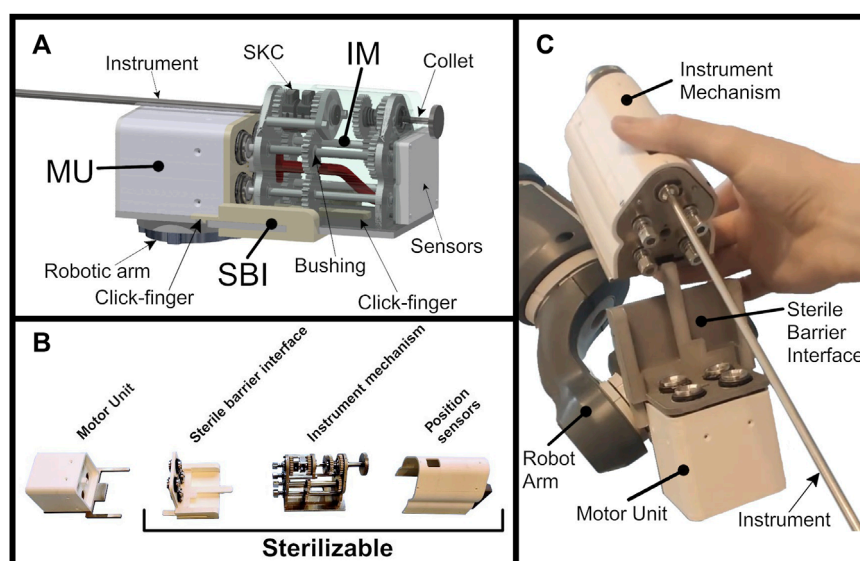 A
Instrument
SKC
IM
Collet
MU
Robotic arm
Click-finger
SBI
Bushing
Click-finger
Sensors
B
Motor Unit
Sterile barrier interface
Instrument mechanism
Position
sensors
Sterilizable
C
Instrument
Mechanism
Sterile
Barrier
Interface
Robot
Arm
Motor Unit
Instrument